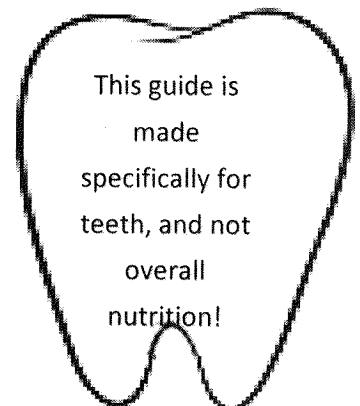 This guide is
made
specifically for
teeth, and not
overall
nutrition!